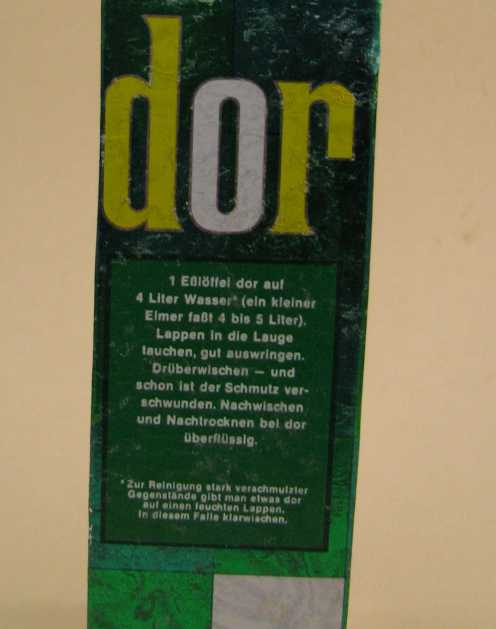 dor
1 Eßlöffel dor auf
4 Liter Wasser* (ein kleiner
Eimer faßt 4 bis 5 Liter).
Lappen in die Lauge
tauchen, gut auswringen.
Drüberwischen – und
schon ist der Schmutz ver-
schwunden. Nachwischen
und Nachtrocknen bei dor
überflüssig.
*Zur Reinigung stark verschmutzter
Gegenstände gibt man etwas dor
auf einen feuchten Lappen.
In diesem Falle klarwischen.